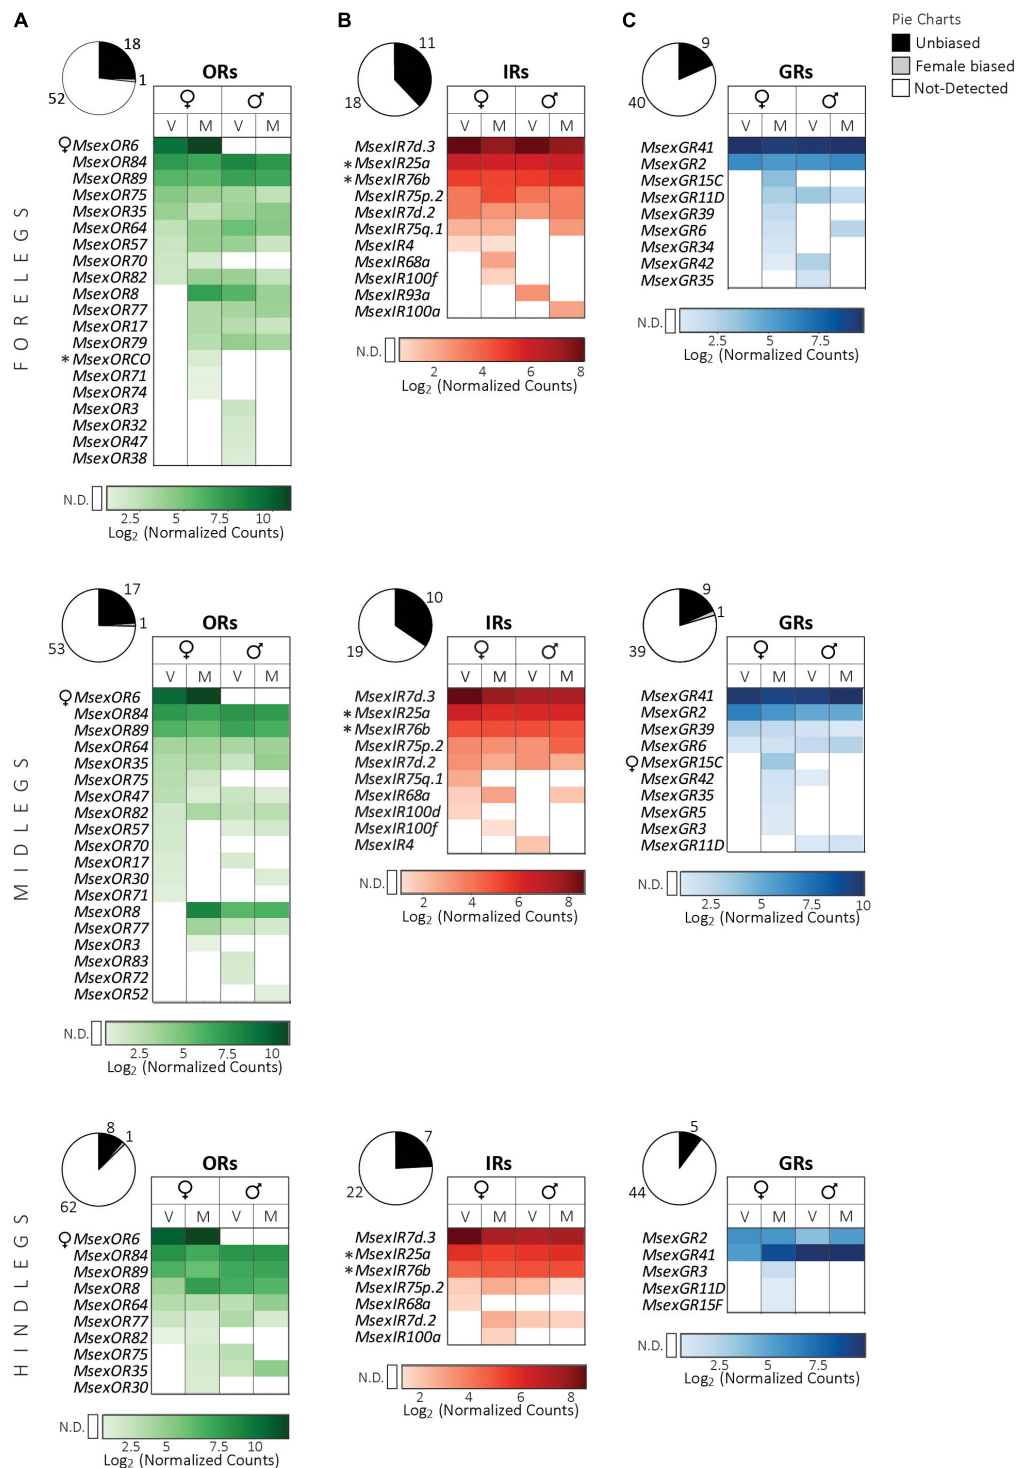 A
B
C
Pie Charts
Unbiased
Female biased
Not-Detected
FORELEGS
18
1
52
ORs
♀ ♂
V M V M
♀MsexOR6
MsexOR84
MsexOR89
MsexOR75
MsexOR35
MsexOR64
MsexOR57
MsexOR70
MsexOR82
MsexOR8
MsexOR77
MsexOR17
MsexOR79
*MsexORCO
MsexOR71
MsexOR74
MsexOR3
MsexOR32
MsexOR47
MsexOR38
N.D.
2.5 5 7.5 10
Log2 (Normalized Counts)
11
18
IRs
♀ ♂
V M V M
MsexIR7d.3
*MsexIR25a
*MsexIR76b
MsexIR75p.2
MsexIR7d.2
MsexIR75q.1
MsexIR4
MsexIR68a
MsexIR100f
MsexIR93a
MsexIR100a
N.D.
2 4 6 8
Log2 (Normalized Counts)
9
40
GRs
♀ ♂
V M V M
MsexGR41
MsexGR2
MsexGR15C
MsexGR11D
MsexGR39
MsexGR6
MsexGR34
MsexGR42
MsexGR35
N.D.
2.5 5 7.5
Log2 (Normalized Counts)
MIDLEGS
17
1
53
ORs
♀ ♂
V M V M
♀MsexOR6
MsexOR84
MsexOR89
MsexOR64
MsexOR35
MsexOR75
MsexOR47
MsexOR82
MsexOR57
MsexOR70
MsexOR17
MsexOR30
MsexOR71
MsexOR8
MsexOR77
MsexOR3
MsexOR83
MsexOR72
MsexOR52
N.D.
2.5 5 7.5 10
Log2 (Normalized Counts)
10
19
IRs
♀ ♂
V M V M
MsexIR7d.3
*MsexIR25a
*MsexIR76b
MsexIR75p.2
MsexIR7d.2
MsexIR75q.1
MsexIR68a
MsexIR100d
MsexIR100f
MsexIR4
N.D.
2 4 6 8
Log2 (Normalized Counts)
9
1
39
GRs
♀ ♂
V M V M
MsexGR41
MsexGR2
MsexGR39
MsexGR6
♀MsexGR15C
MsexGR42
MsexGR35
MsexGR5
MsexGR3
MsexGR11D
N.D.
2.5 5 7.5 10
Log2 (Normalized Counts)
HINDLEGS
8
1
62
ORs
♀ ♂
V M V M
♀MsexOR6
MsexOR84
MsexOR89
MsexOR8
MsexOR64
MsexOR77
MsexOR82
MsexOR75
MsexOR35
MsexOR30
N.D.
2.5 5 7.5 10
Log2 (Normalized Counts)
7
22
IRs
♀ ♂
V M V M
MsexIR7d.3
*MsexIR25a
*MsexIR76b
MsexIR75p.2
MsexIR68a
MsexIR7d.2
MsexIR100a
N.D.
2 4 6 8
Log2 (Normalized Counts)
5
44
GRs
♀ ♂
V M V M
MsexGR2
MsexGR41
MsexGR3
MsexGR11D
MsexGR15F
N.D.
2.5 5 7.5
Log2 (Normalized Counts)